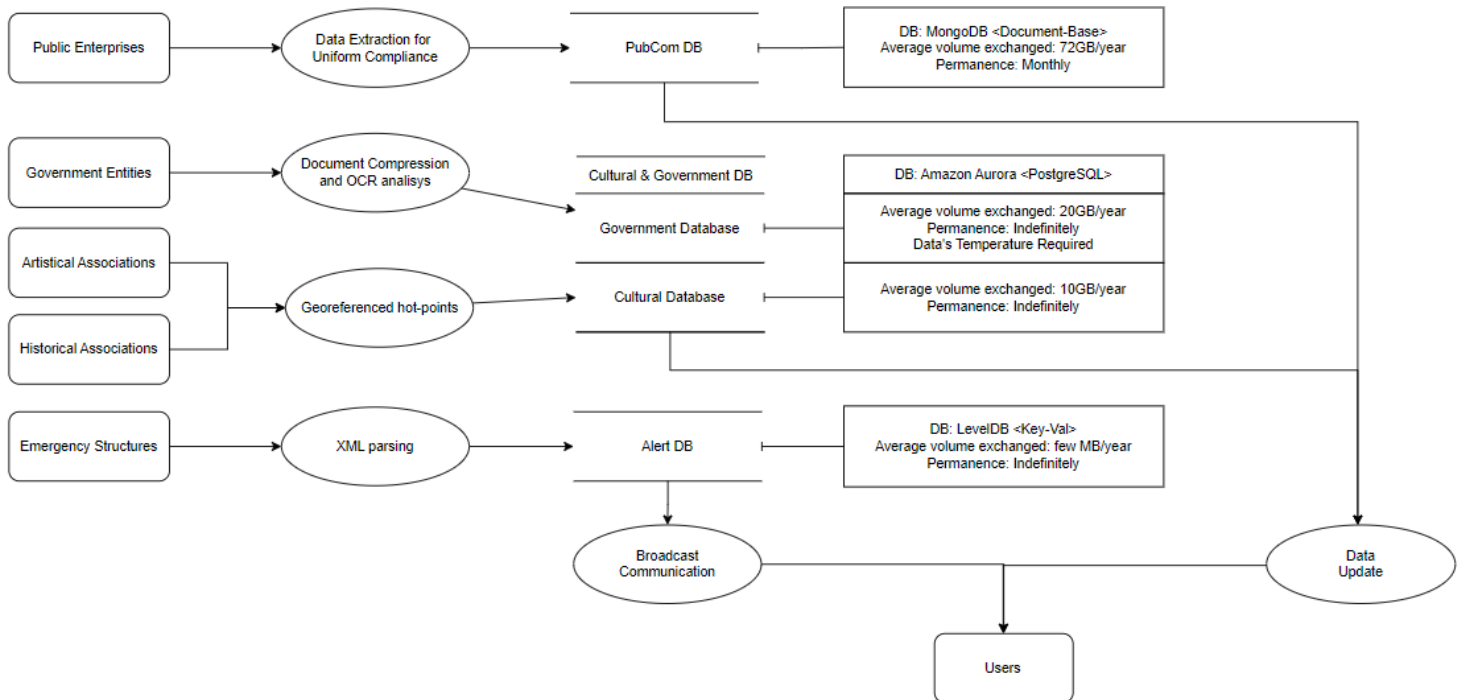 Public Enterprises
Data Extraction for
Uniform Compliance
PubCom DB
DB: MongoDB <Document-Base>
Average volume exchanged: 72GB/year
Permanence: Monthly
Government Entities
Document Compression
and OCR analisys
Cultural & Government DB
DB: Amazon Aurora <PostgreSQL>
Government Database
Average volume exchanged: 20GB/year
Permanence: Indefinitely
Data's Temperature Required
Artistical Associations
Georeferenced hot-points
Cultural Database
Average volume exchanged: 10GB/year
Permanence: Indefinitely
Historical Associations
Emergency Structures
XML parsing
Alert DB
DB: LevelDB <Key-Val>
Average volume exchanged: few MB/year
Permanence: Indefinitely
Broadcast
Communication
Data
Update
Users